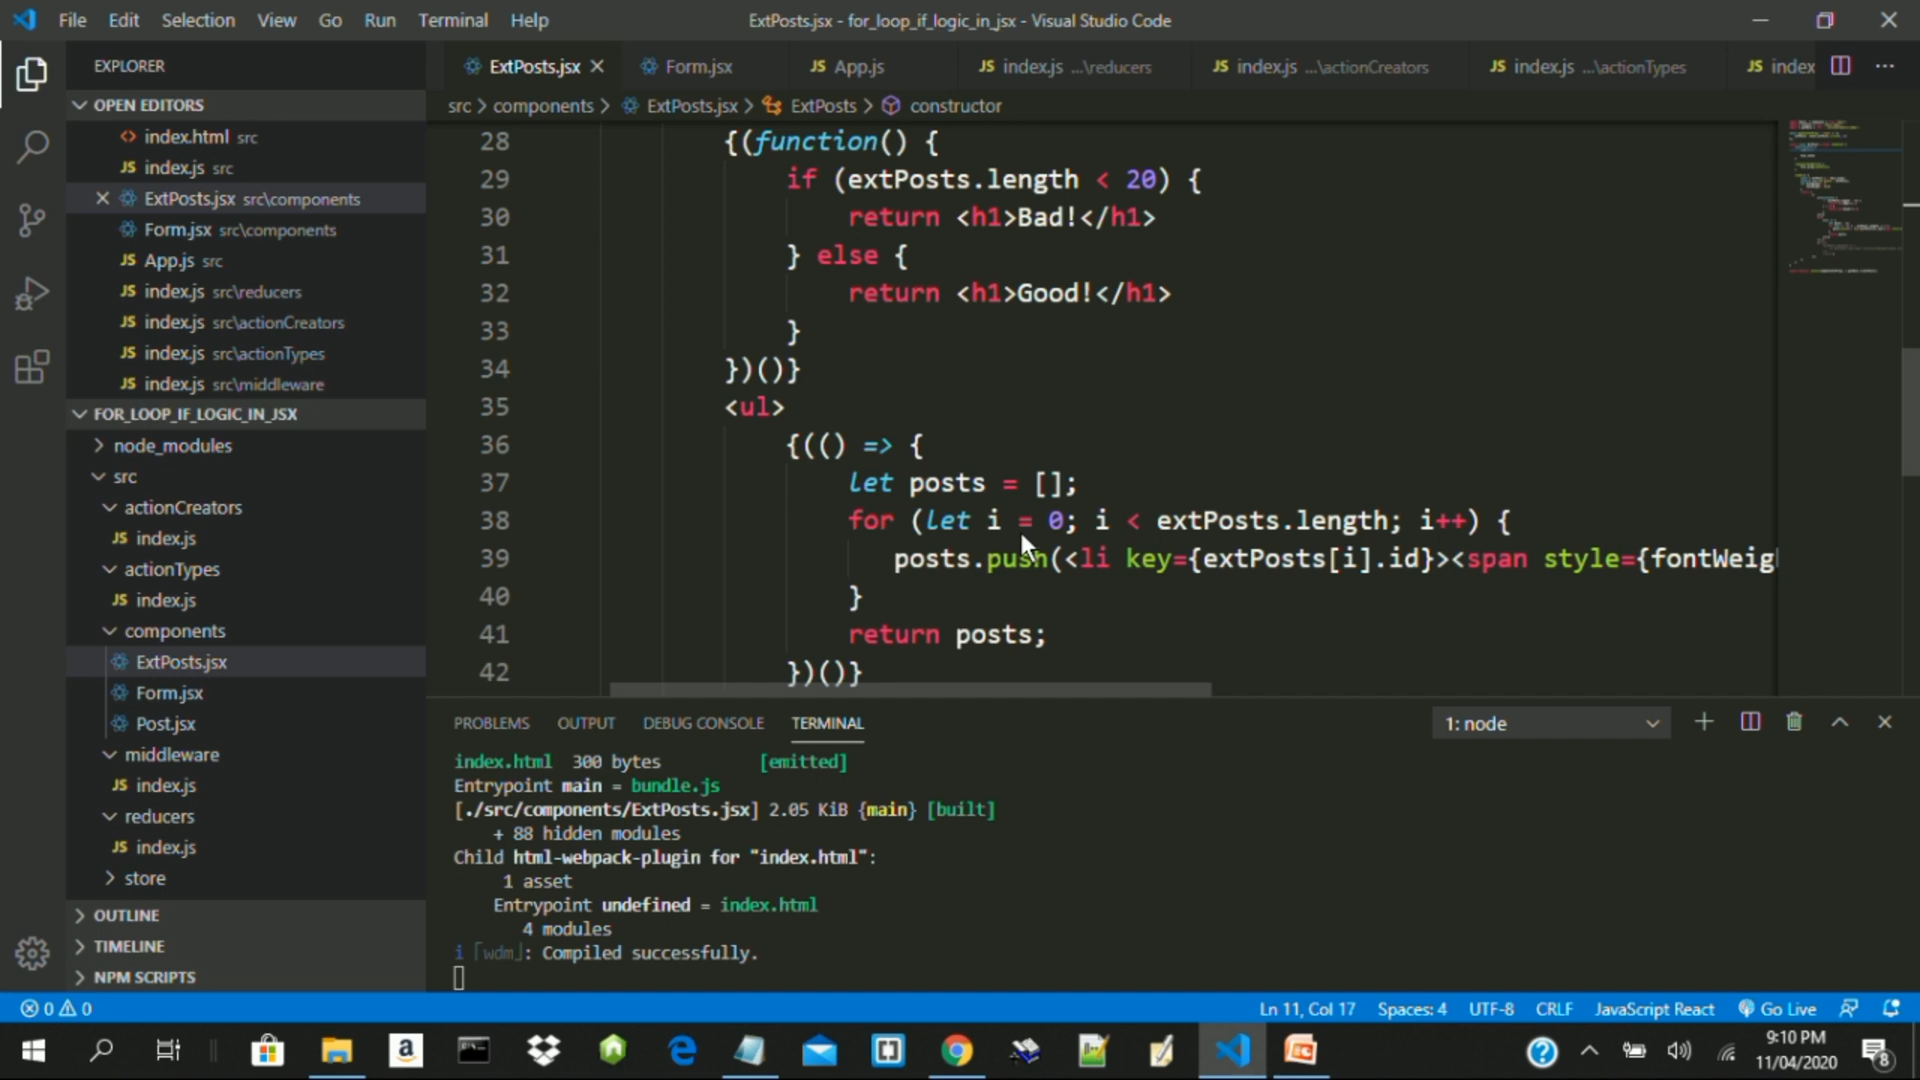 File Edit Selection View Go Run Terminal Help
ExtPosts.jsx - for_loop_if_logic_in_jsx - Visual Studio Code
EXPLORER
OPEN EDITORS
index.html src
JS index.js src
ExtPosts.jsx src\components
Form.jsx src\components
JS App.js src
JS index.js src\reducers
JS index.js src\actionCreators
JS index.js src\actionTypes
JS index.js src\middleware
FOR_LOOP_IF_LOGIC_IN_JSX
node_modules
src
actionCreators
JS index.js
actionTypes
JS index.js
components
ExtPosts.jsx
Form.jsx
Post.jsx
middleware
JS index.js
reducers
JS index.js
store
OUTLINE
TIMELINE
NPM SCRIPTS
ExtPosts.jsx Form.jsx JS App.js JS index.js ...\reducers JS index.js ...\actionCreators JS index.js ...\actionTypes JS index
src > components > ExtPosts.jsx > ExtPosts > constructor
28 {(function() {
29 if (extPosts.length < 20) {
30 return <h1>Bad!</h1>
31 } else {
32 return <h1>Good!</h1>
33 }
34 })()}
35 <ul>
36 {(() => {
37 let posts = [];
38 for (let i = 0; i < extPosts.length; i++) {
39 posts.push(<li key={extPosts[i].id}><span style={fontWeig
40 }
41 return posts;
42 })()}
PROBLEMS OUTPUT DEBUG CONSOLE TERMINAL
1: node
index.html 300 bytes [emitted]
Entrypoint main = bundle.js
[./src/components/ExtPosts.jsx] 2.05 KiB {main} [built]
+ 88 hidden modules
Child html-webpack-plugin for "index.html":
1 asset
Entrypoint undefined = index.html
4 modules
i ｢wdm｣: Compiled successfully.
0 0
Ln 11, Col 17 Spaces: 4 UTF-8 CRLF JavaScript React Go Live
9:10 PM
11/04/2020
8